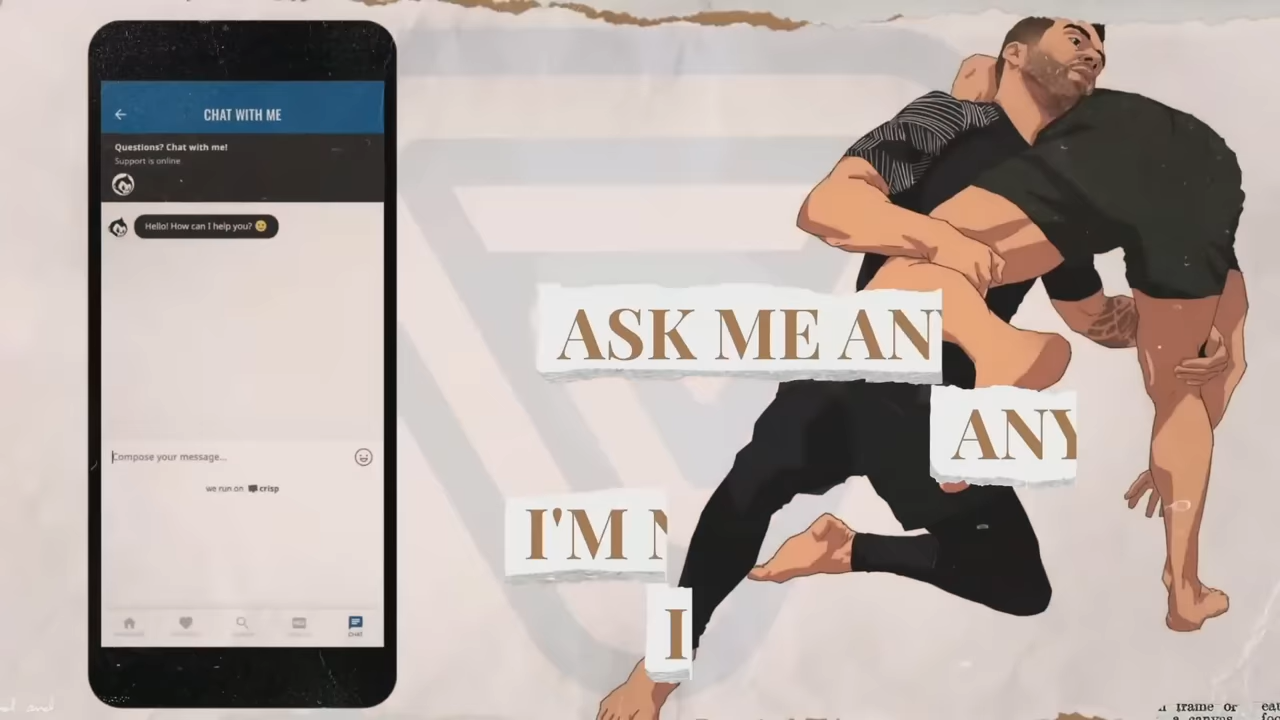 CHAT WITH ME
Questions? Chat with me!
Support is online
Hello! How can I help you?
Compose your message...
we run on crisp
CHAT
ASK ME AN
ANY
I'M
I
frame or
a canvas